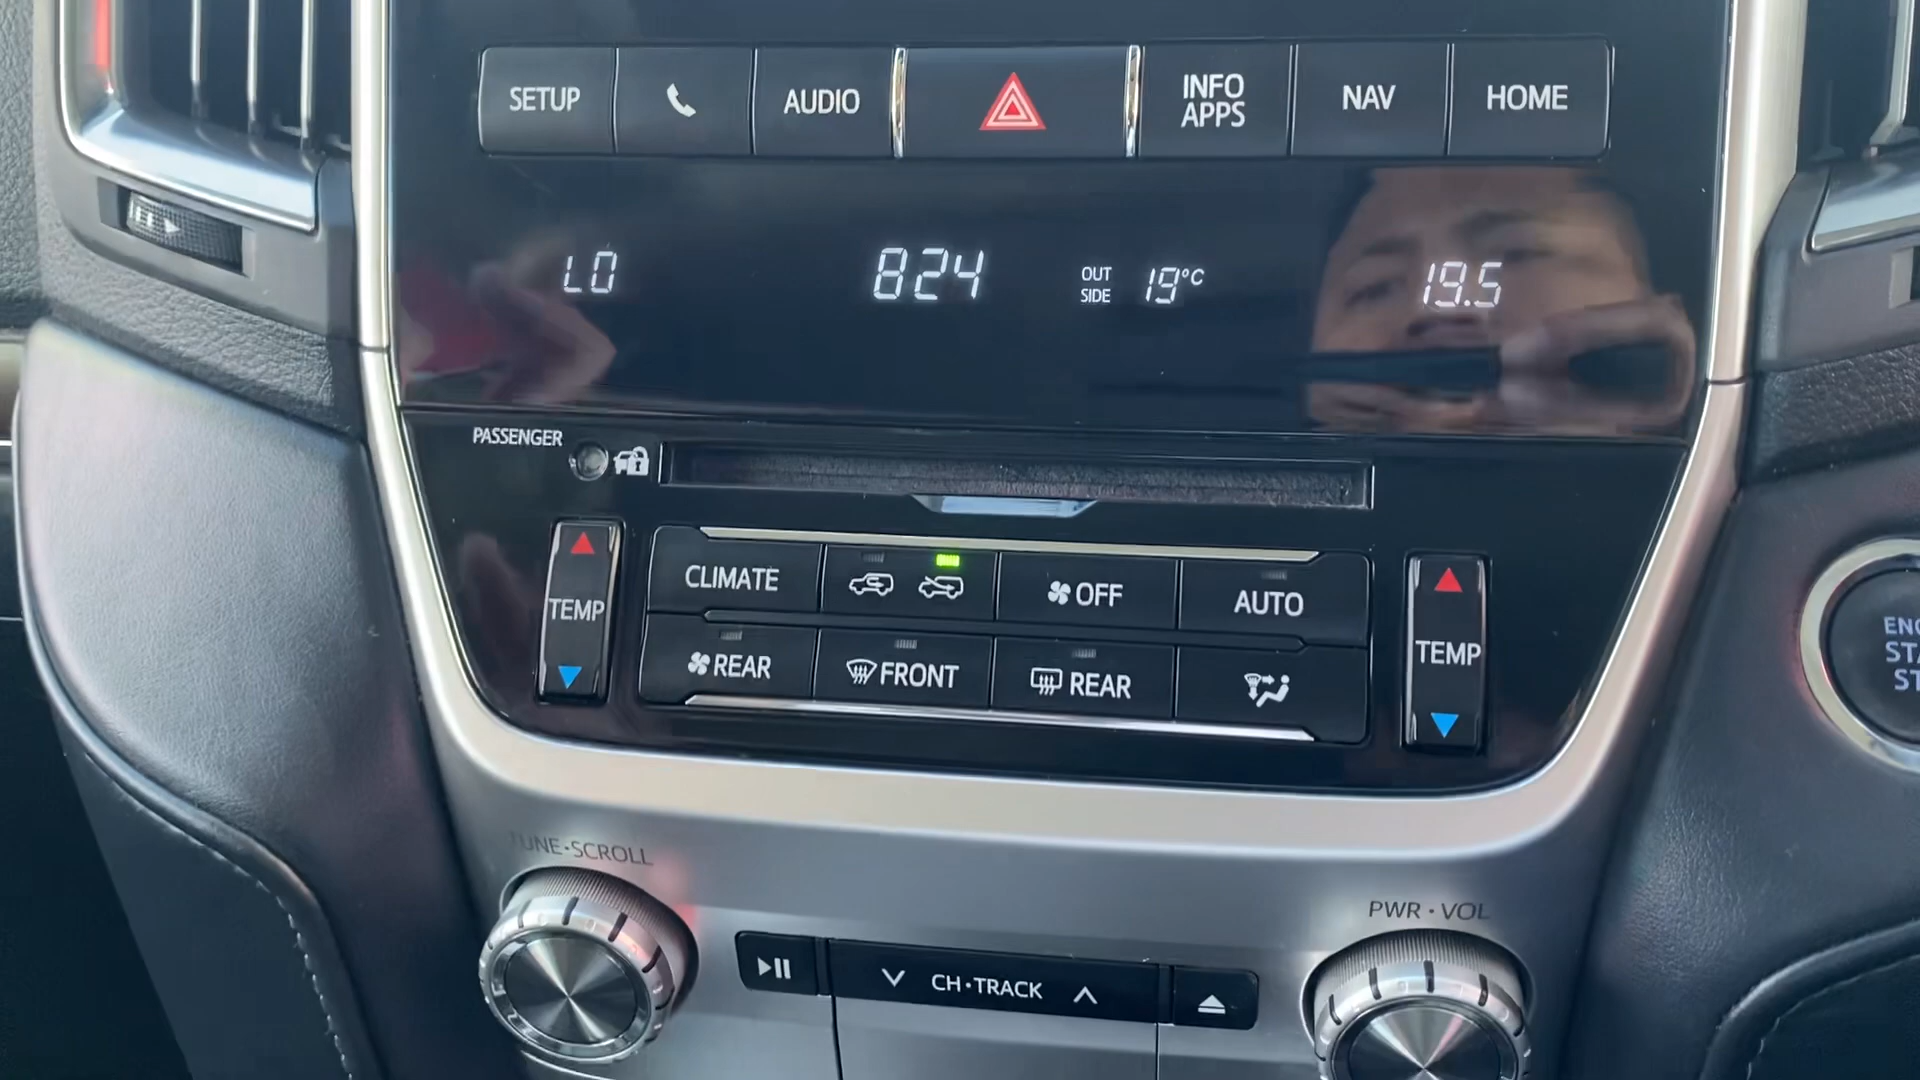 SETUP
AUDIO
INFO
APPS
NAV
HOME
LO
824
OUT
SIDE
19°C
19.5
PASSENGER
TEMP
CLIMATE
OFF
AUTO
REAR
FRONT
REAR
TEMP
TUNE•SCROLL
PWR•VOL
CH•TRACK